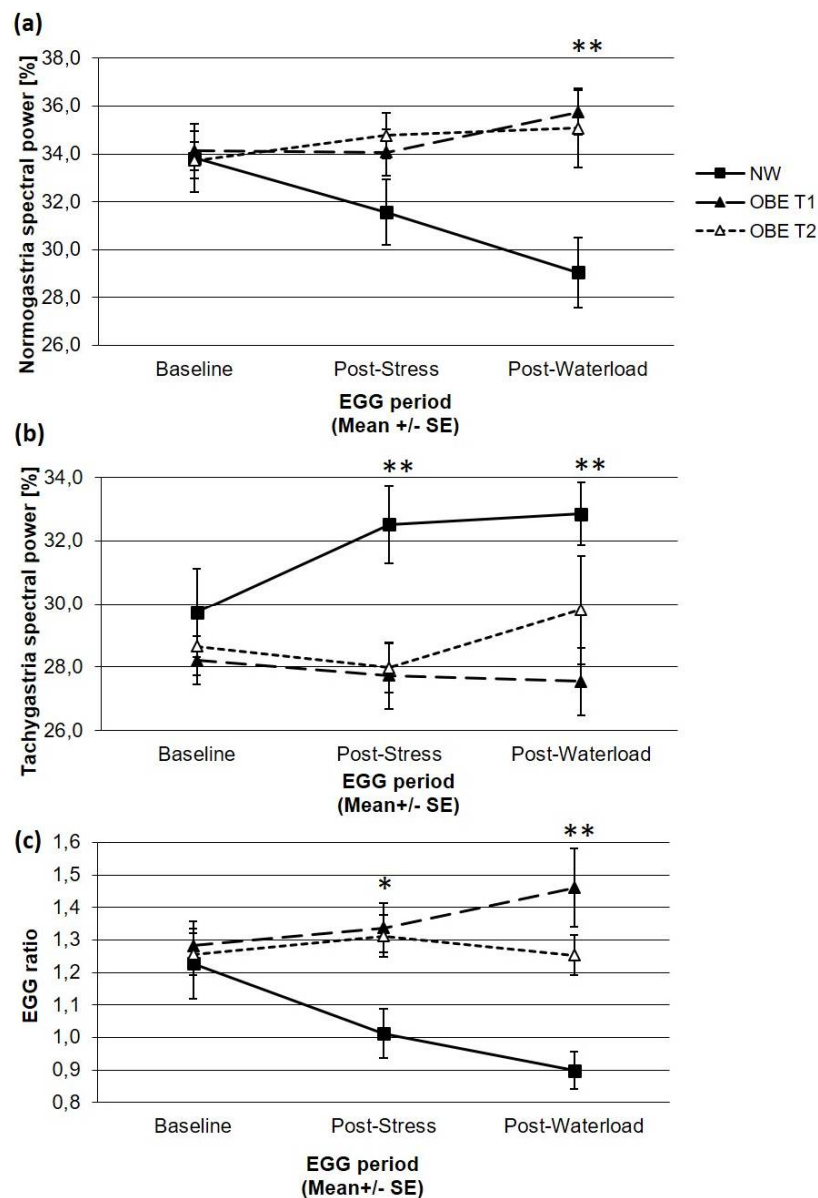 (a)
Normogastria spectral power [%]
38,0
36,0
34,0
32,0
30,0
28,0
26,0
**
Baseline
Post-Stress
Post-Waterload
EGG period
(Mean +/- SE)
NW
OBE T1
OBE T2
(b)
Tachygastria spectral power [%]
34,0
32,0
30,0
28,0
26,0
**
**
Baseline
Post-Stress
Post-Waterload
EGG period
(Mean+/- SE)
(c)
EGG ratio
1,6
1,5
1,4
1,3
1,2
1,1
1,0
0,9
0,8
*
**
Baseline
Post-Stress
Post-Waterload
EGG period
(Mean+/- SE)